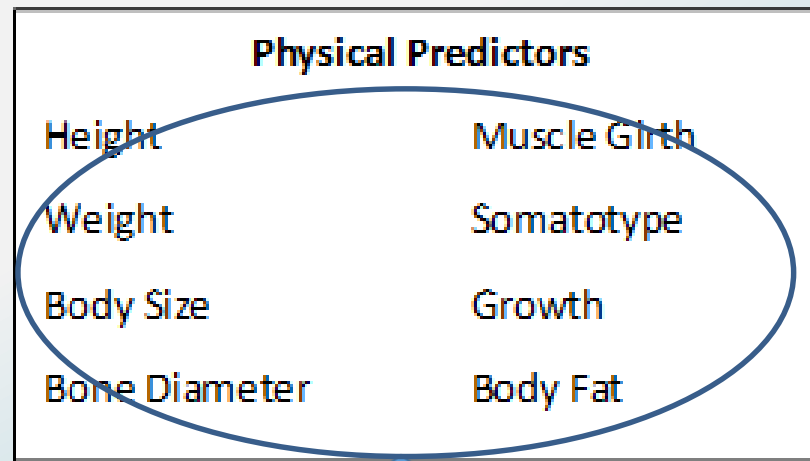 Physical Predictors
Height Muscle Girth
Weight Somatotype
Body Size Growth
Bone Diameter Body Fat